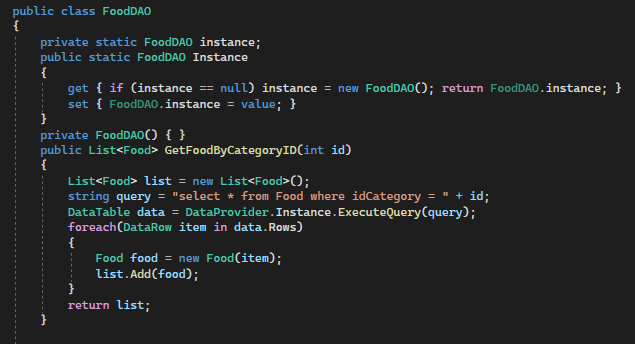 public class FoodDAO
{
private static FoodDAO instance;
public static FoodDAO Instance
{
get { if (instance == null) instance = new FoodDAO(); return FoodDAO.instance; }
set { FoodDAO.instance = value; }
}
private FoodDAO() { }
public List<Food> GetFoodByCategoryID(int id)
{
List<Food> list = new List<Food>();
string query = "select * from Food where idCategory = " + id;
DataTable data = DataProvider.Instance.ExecuteQuery(query);
foreach(DataRow item in data.Rows)
{
Food food = new Food(item);
list.Add(food);
}
return list;
}